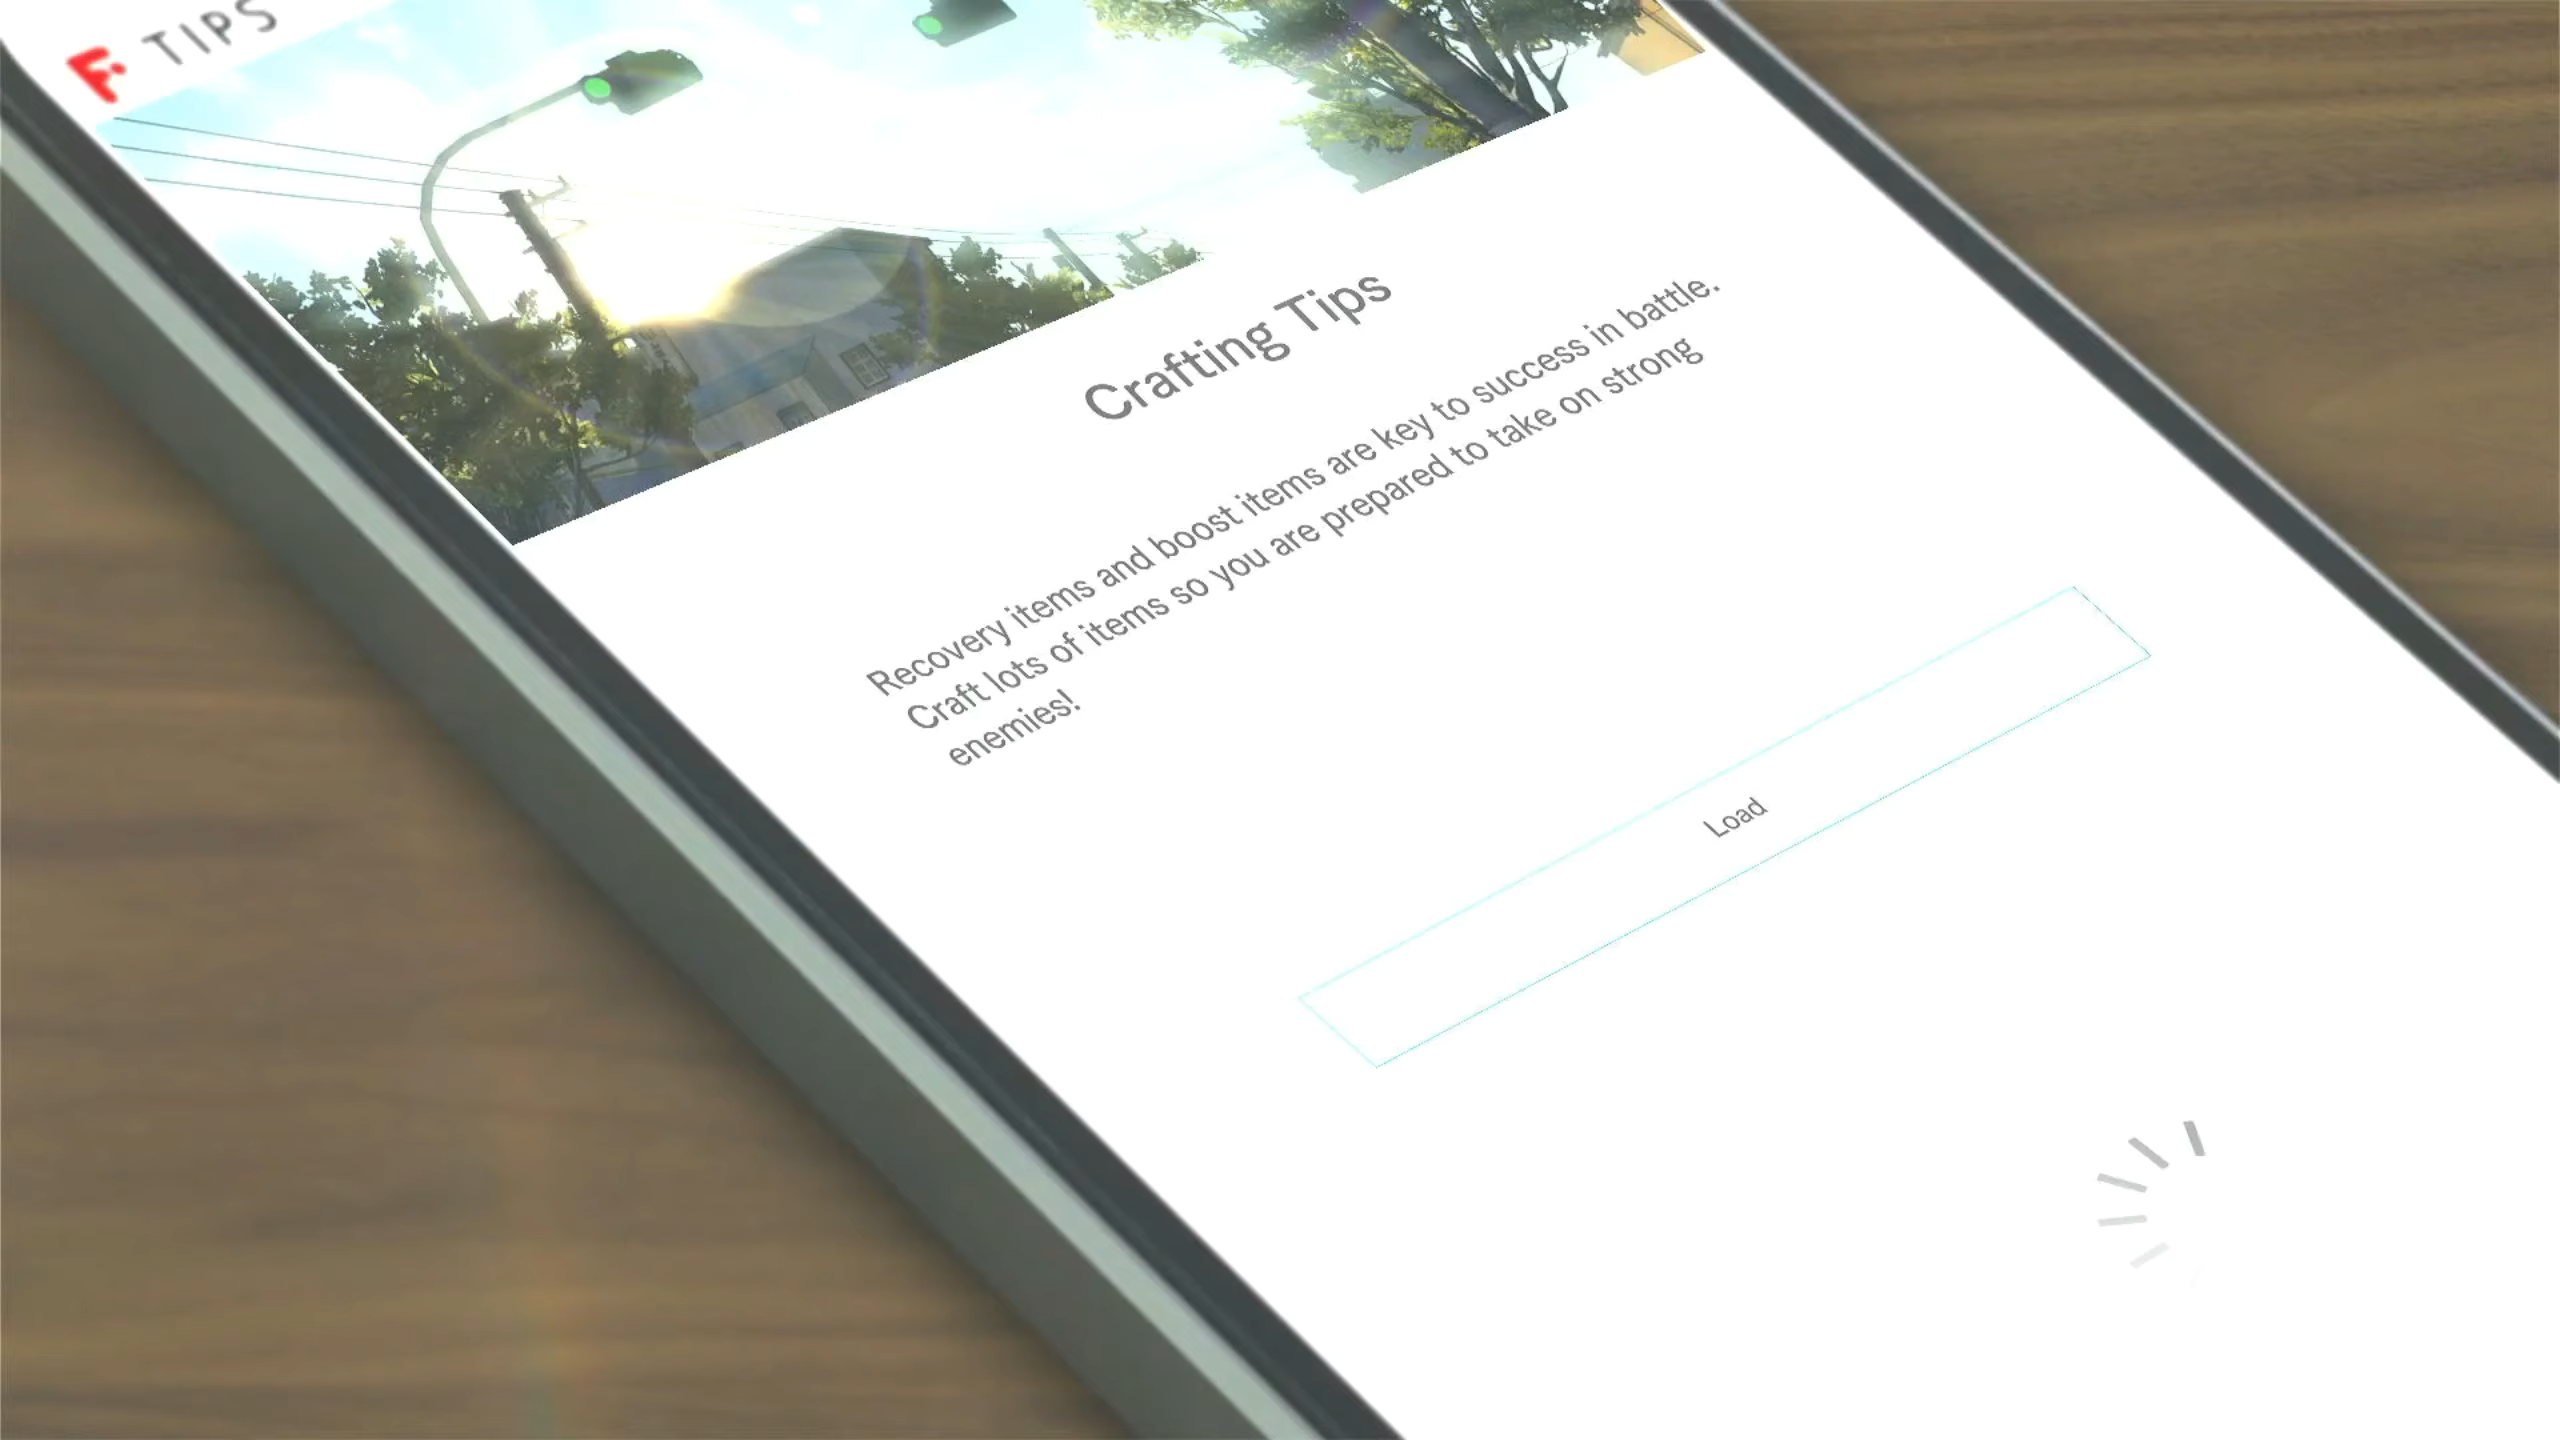 F TIPS
Crafting Tips
Recovery items and boost items are key to success in battle.
Craft lots of items so you are prepared to take on strong
enemies!
Load